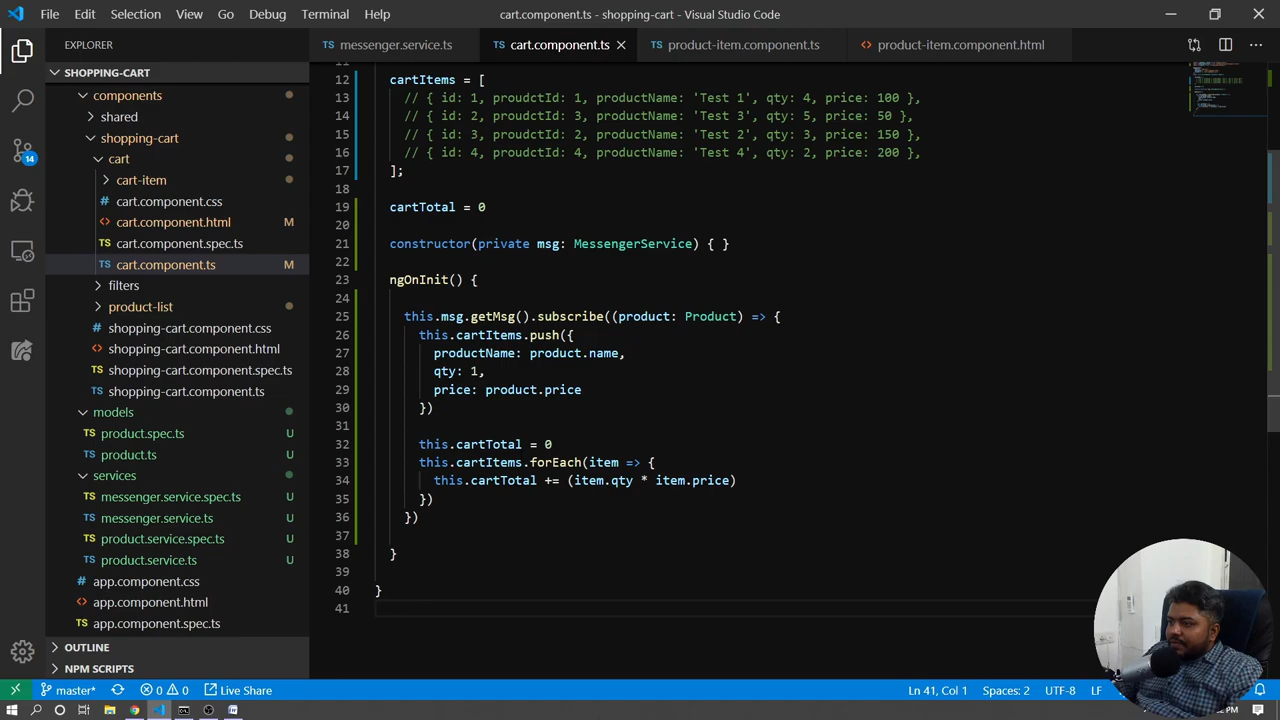 File Edit Selection View Go Debug Terminal Help
cart.component.ts - shopping-cart - Visual Studio Code
EXPLORER
messenger.service.ts
cart.component.ts
product-item.component.ts
product-item.component.html
SHOPPING-CART
components
shared
shopping-cart
cart
cart-item
cart.component.css
cart.component.html M
cart.component.spec.ts
cart.component.ts M
filters
product-list
shopping-cart.component.css
shopping-cart.component.html
shopping-cart.component.spec.ts
shopping-cart.component.ts
models
product.spec.ts U
product.ts U
services
messenger.service.spec.ts U
messenger.service.ts U
product.service.spec.ts U
product.service.ts U
app.component.css
app.component.html
app.component.spec.ts
OUTLINE
NPM SCRIPTS
14
12 cartItems = [
13 // { id: 1, proudctId: 1, productName: 'Test 1', qty: 4, price: 100 },
14 // { id: 2, proudctId: 3, productName: 'Test 3', qty: 5, price: 50 },
15 // { id: 3, proudctId: 2, productName: 'Test 2', qty: 3, price: 150 },
16 // { id: 4, proudctId: 4, productName: 'Test 4', qty: 2, price: 200 },
17 ];
18
19 cartTotal = 0
20
21 constructor(private msg: MessengerService) { }
22
23 ngOnInit() {
24
25 this.msg.getMsg().subscribe((product: Product) => {
26 this.cartItems.push({
27 productName: product.name,
28 qty: 1,
29 price: product.price
30 })
31
32 this.cartTotal = 0
33 this.cartItems.forEach(item => {
34 this.cartTotal += (item.qty * item.price)
35 })
36 })
37
38 }
39
40 }
41
master* 0 0 Live Share
Ln 41, Col 1 Spaces: 2 UTF-8 LF